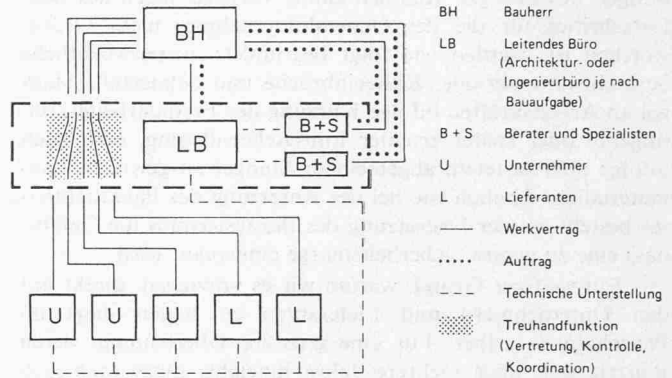 BH
LB
B+S
B+S
U
U
U
U
U
BH Bauherr
LB Leitendes Büro
(Architektur- oder
Ingenieurbüro je nach
Bauaufgabe)
B + S Berater und Spezialisten
U Unternehmer
L Lieferanten
Werkvertrag
Auftrag
Technische Unterstellung
Treuhandfunktion
(Vertretung, Kontrolle,
Koordination)